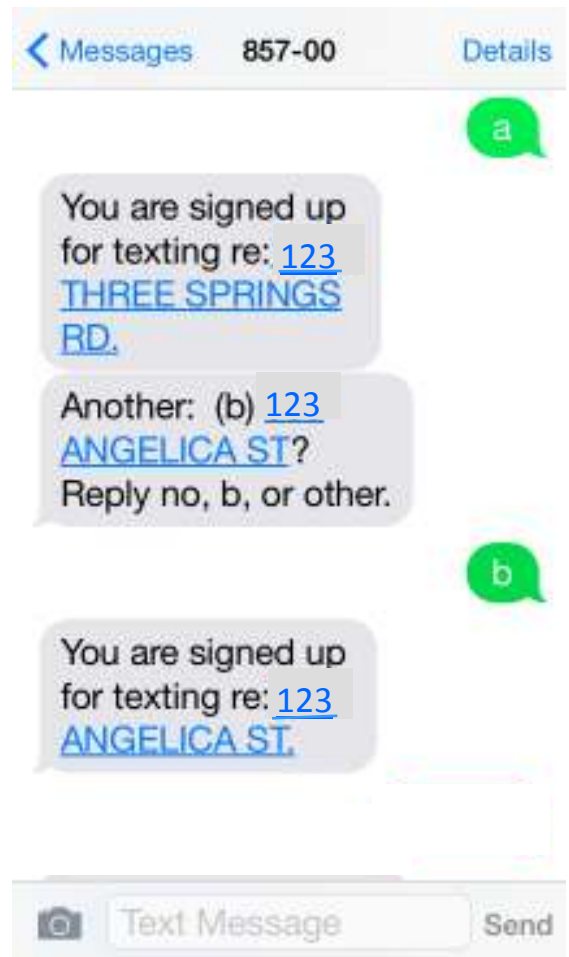 Messages 857-00 Details
a
You are signed up
for texting re: 123
THREE SPRINGS
RD.
Another: (b) 123
ANGELICA ST?
Reply no, b, or other.
b
You are signed up
for texting re: 123
ANGELICA ST.
Text Message Send